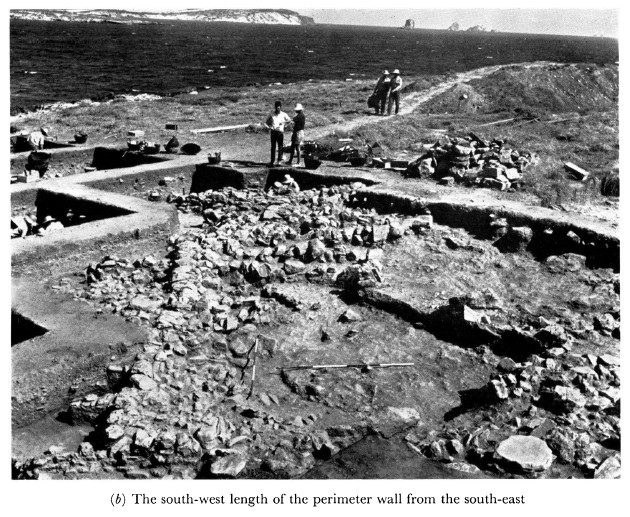 (b) The south-west length of the perimeter wall from the south-east